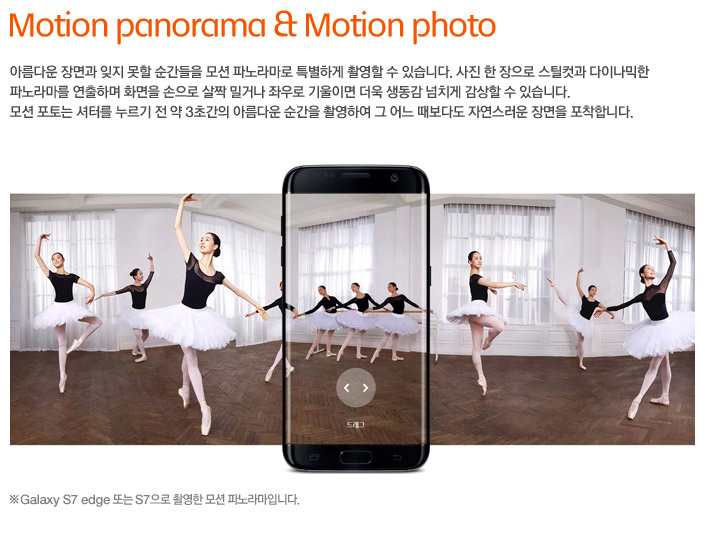 Motion panorama & Motion photo
아름다운 장면과 잊지 못할 순간들을 모션 파노라마로 특별하게 촬영할 수 있습니다. 사진 한 장으로 스틸컷과 다이나믹한
파노라마를 연출하며 화면을 손으로 살짝 밀거나 좌우로 기울이면 더욱 생동감 넘치게 감상할 수 있습니다.
모션 포토는 셔터를 누르기 전 약 3초간의 아름다운 순간을 촬영하여 그 어느 때보다도 자연스러운 장면을 포착합니다.
드래그
※Galaxy S7 edge 또는 S7으로 촬영한 모션 파노라마입니다.